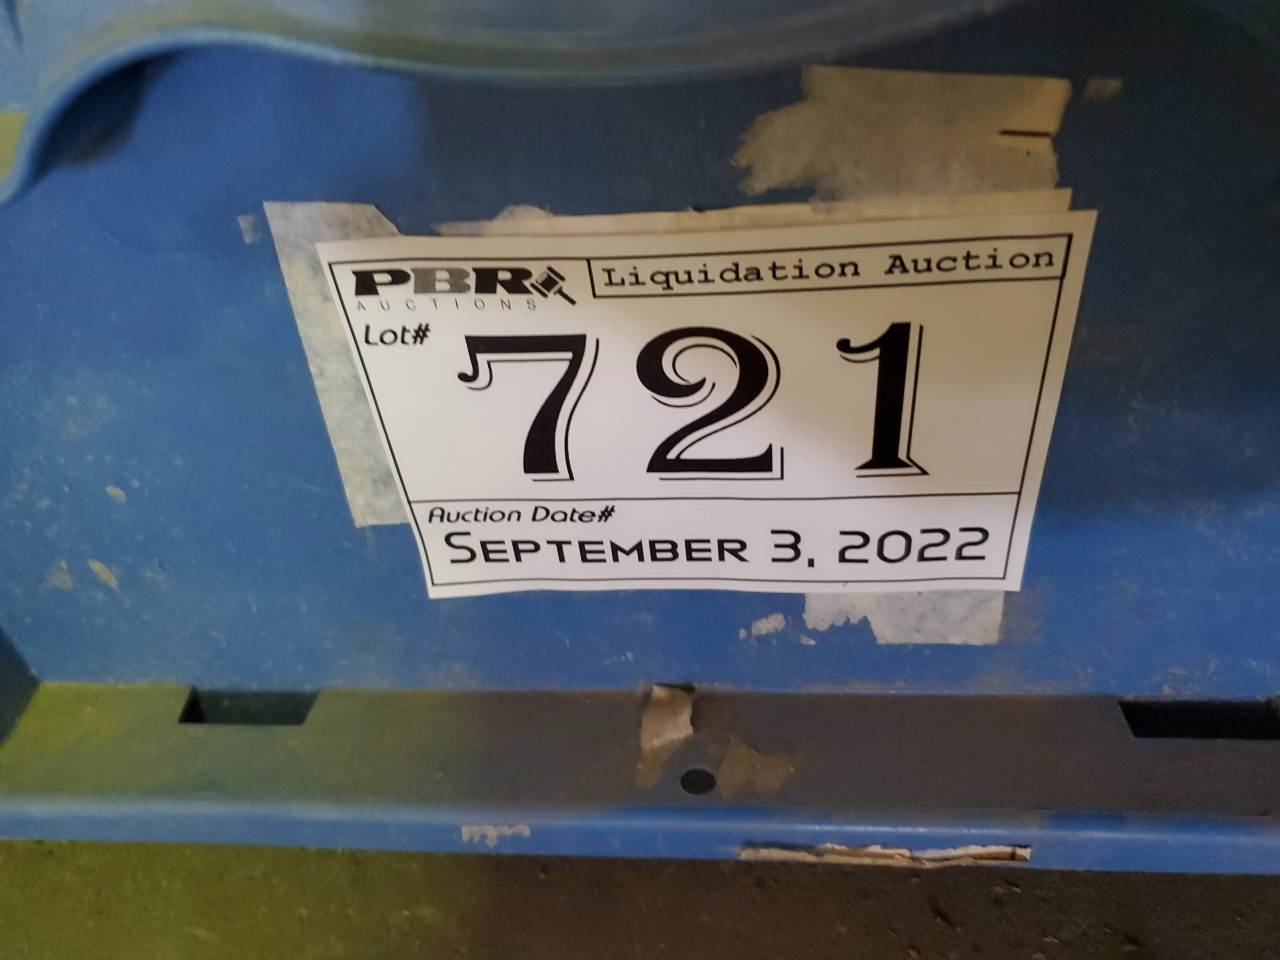 PBR
AUCTIONS
Liquidation Auction
Lot#
721
Auction Date#
SEPTEMBER 3, 2022